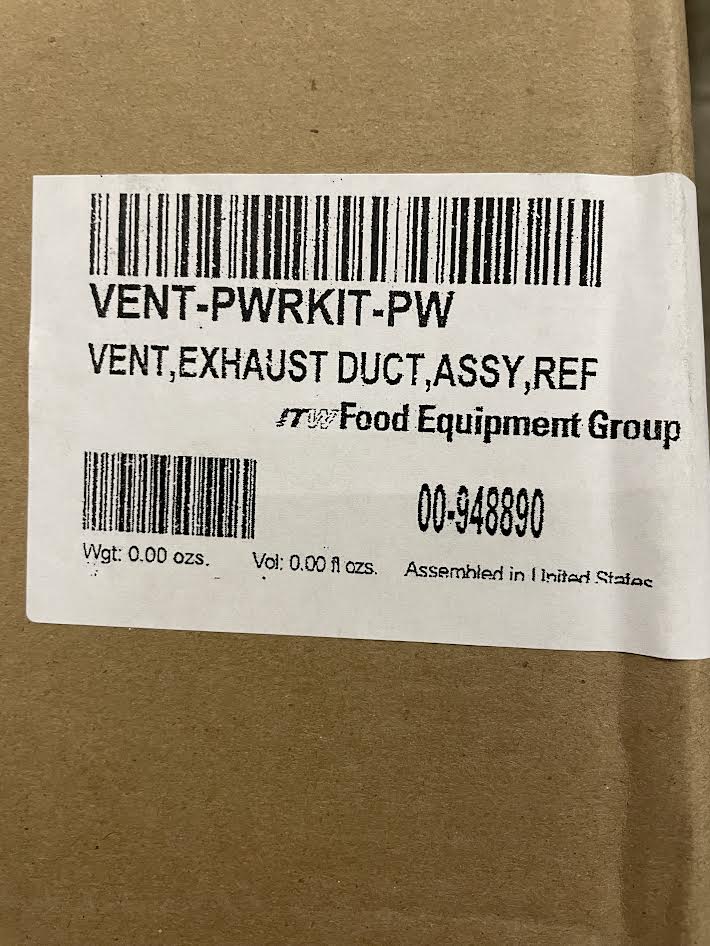 VENT-PWRKIT-PW
VENT,EXHAUST DUCT,ASSY,REF
ITW Food Equipment Group
00-948890
Wgt: 0.00 ozs. Vol: 0.00 fl ozs. Assembled in United States